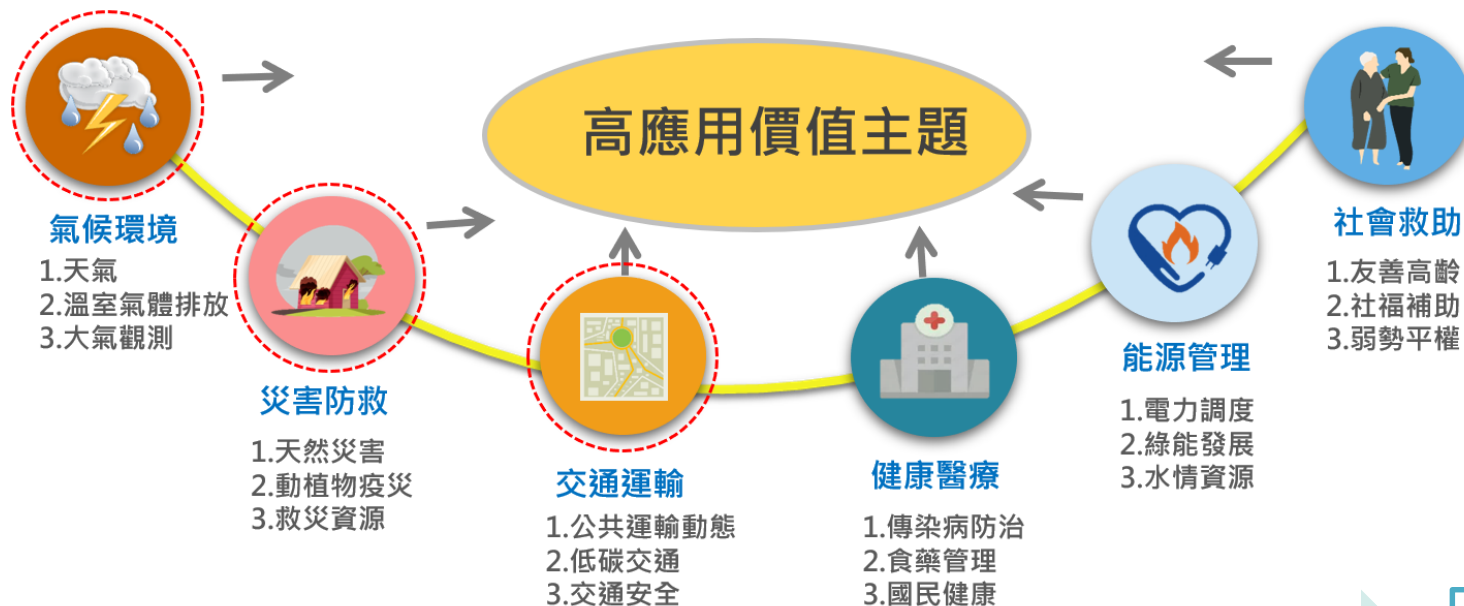 高應用價值主題
氣候環境
1.天氣
2.溫室氣體排放
3.大氣觀測
災害防救
1.天然災害
2.動植物疫災
3.救災資源
交通運輸
1.公共運輸動態
2.低碳交通
3.交通安全
健康醫療
1.傳染病防治
2.食藥管理
3.國民健康
能源管理
1.電力調度
2.綠能發展
3.水情資源
社會救助
1.友善高齡
2.社福補助
3.弱勢平權